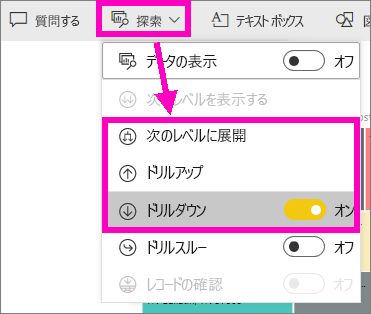 質問する
探索
テキスト ボックス
データの表示
オフ
次のレベルを表示する
次のレベルに展開
ドリルアップ
ドリルダウン
オン
ドリルスルー
オフ
レコードの確認
オフ